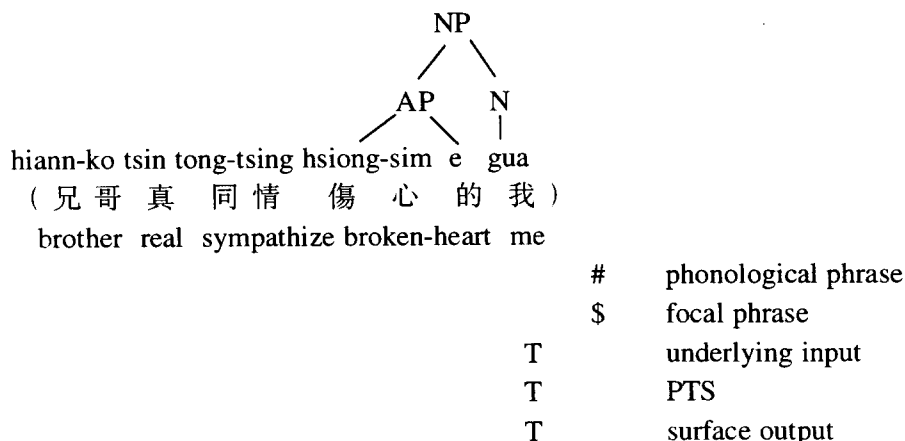 NP
AP N
hiann-ko tsin tong-tsing hsiong-sim e gua
( 兄 哥 真 同 情 傷 心 的 我 )
brother real sympathize broken-heart me
# phonological phrase
$ focal phrase
T underlying input
T PTS
T surface output